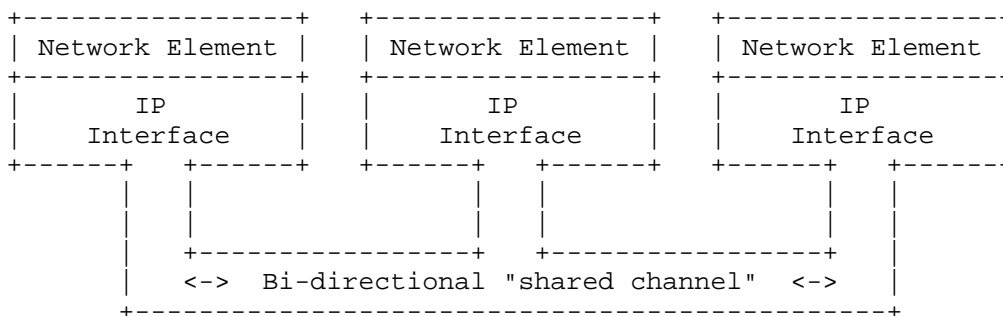 Network Element Network Element Network Element
IP IP IP
Interface Interface Interface
<-> Bi-directional "shared channel" <->